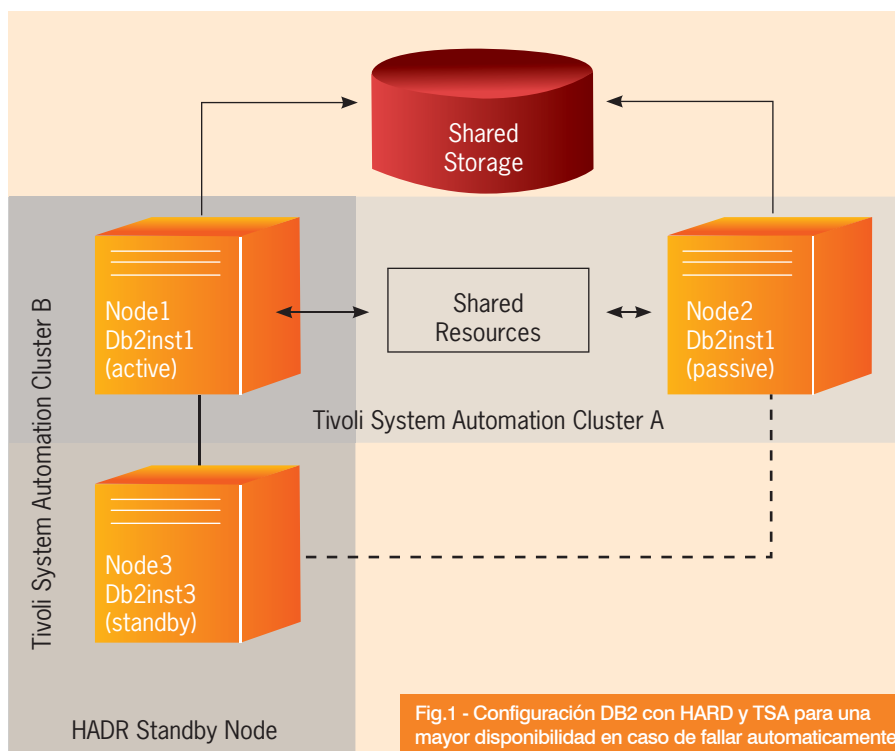 Shared
Storage
Node1
Db2inst1
(active)
Shared
Resources
Node2
Db2inst1
(passive)
Tivoli System Automation Cluster B
Tivoli System Automation Cluster A
Node3
Db2inst3
(standby)
HADR Standby Node
Fig.1 - Configuración DB2 con HARD y TSA para una
mayor disponibilidad en caso de fallar automaticamente